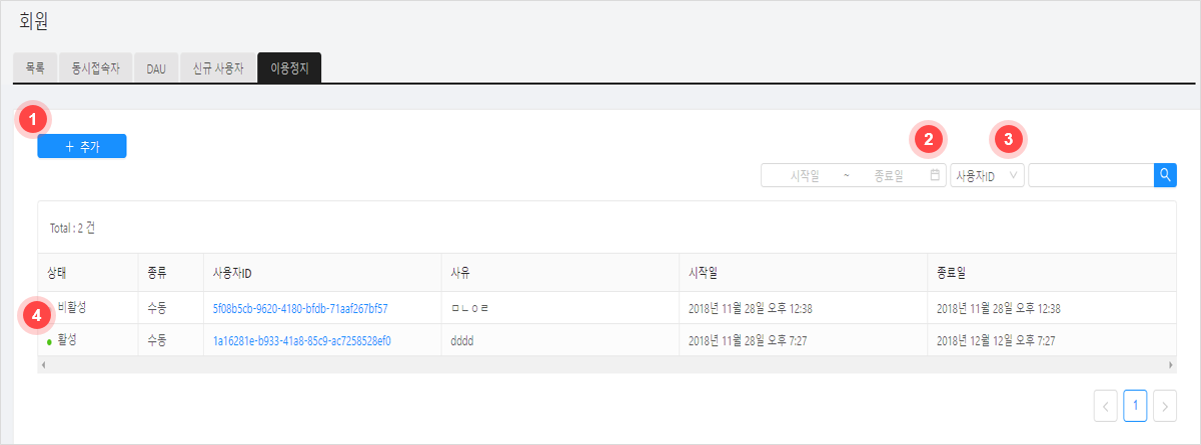 회원
목록 동시접속자 DAU 신규 사용자 이용정지
1
+ 추가
2 3
시작일 ~ 종료일 사용자ID
Total : 2 건
상태 종류 사용자ID 사유 시작일 종료일
비활성 수동 5f08b5cb-9620-4180-bfdb-71aaf267bf57 ㅁㄴㅇㄹ 2018년 11월 28일 오후 12:38 2018년 11월 28일 오후 12:38
4
활성 수동 1a16281e-b933-41a8-85c9-ac7258528ef0 dddd 2018년 11월 28일 오후 7:27 2018년 12월 12일 오후 7:27
< 1 >